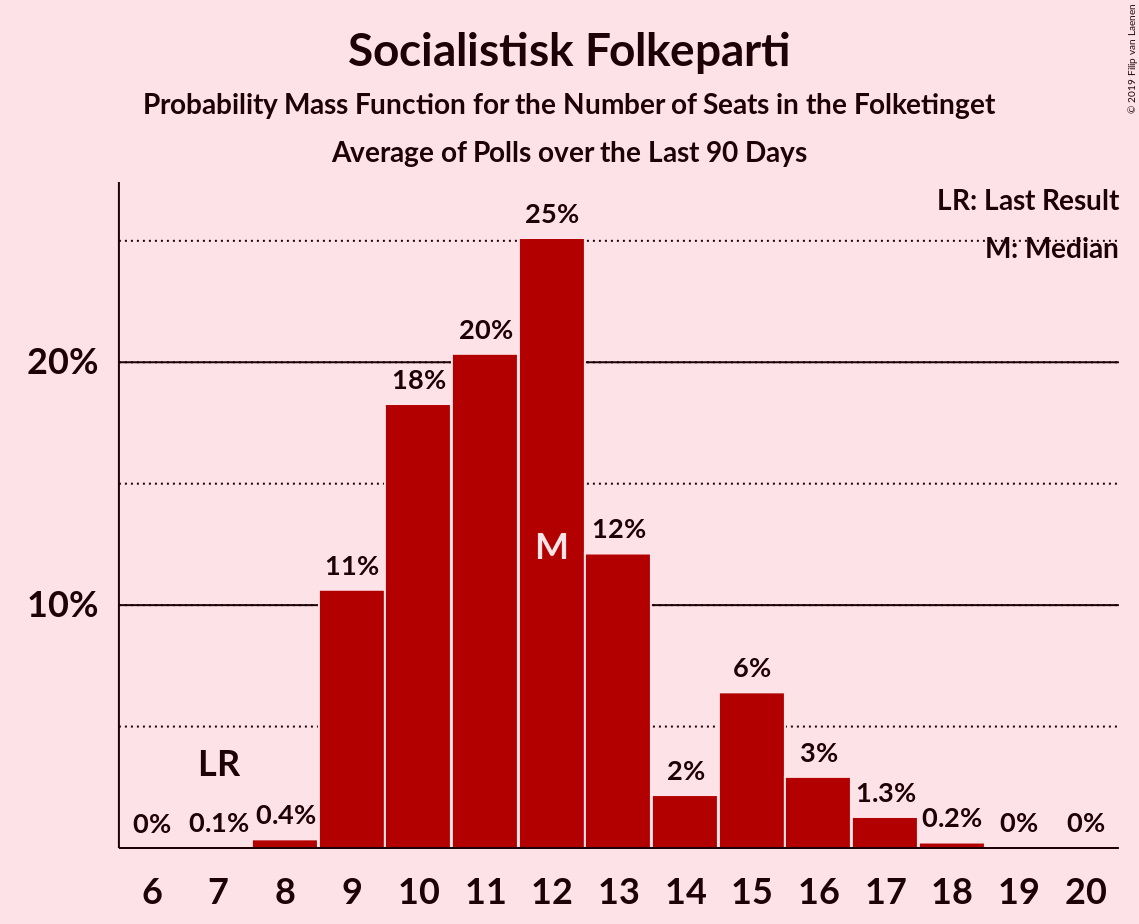 Socialistisk Folkeparti
Probability Mass Function for the Number of Seats in the Folketinget
Average of Polls over the Last 90 Days
© 2019 Filip van Laenen
LR: Last Result
M: Median
20%
10%
0%
LR
0.1%
0.4%
11%
18%
20%
25%
M
12%
2%
6%
3%
1.3%
0.2%
0%
0%
6 7 8 9 10 11 12 13 14 15 16 17 18 19 20